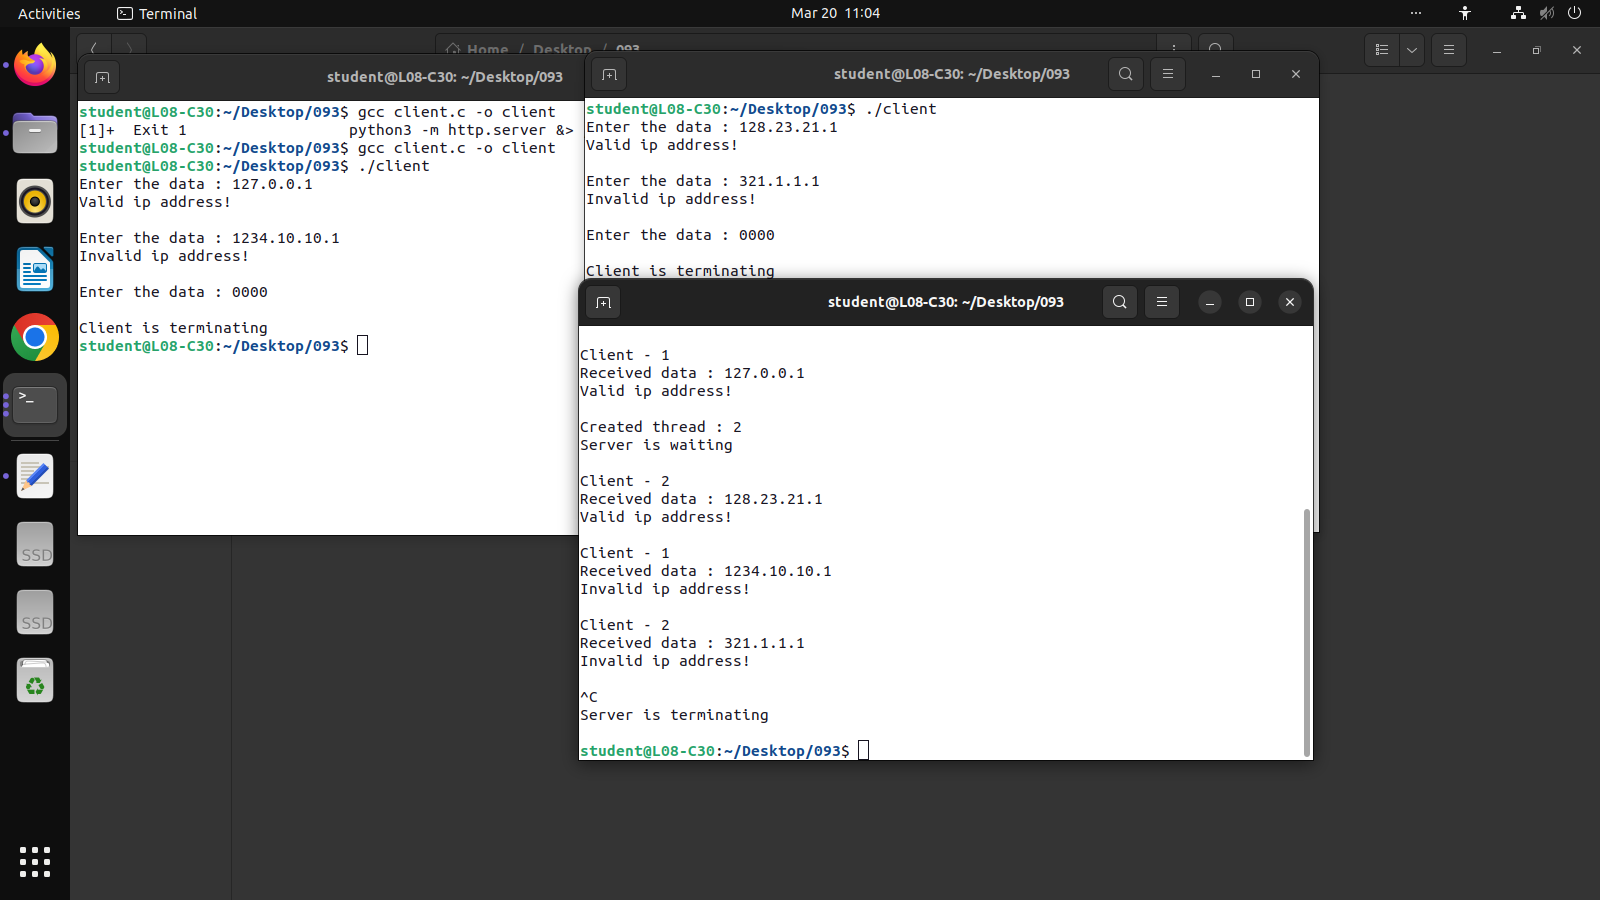 Activities
Terminal
Mar 20 11:04
Home / Desktop / 093
student@L08-C30: ~/Desktop/093
student@L08-C30:~/Desktop/093$ gcc client.c -o client
[1]+  Exit 1                  python3 -m http.server &>
student@L08-C30:~/Desktop/093$ gcc client.c -o client
student@L08-C30:~/Desktop/093$ ./client
Enter the data : 127.0.0.1
Valid ip address!
Enter the data : 1234.10.10.1
Invalid ip address!
Enter the data : 0000
Client is terminating
student@L08-C30:~/Desktop/093$
student@L08-C30: ~/Desktop/093
student@L08-C30:~/Desktop/093$ ./client
Enter the data : 128.23.21.1
Valid ip address!
Enter the data : 321.1.1.1
Invalid ip address!
Enter the data : 0000
Client is terminating
student@L08-C30: ~/Desktop/093
Client - 1
Received data : 127.0.0.1
Valid ip address!
Created thread : 2
Server is waiting
Client - 2
Received data : 128.23.21.1
Valid ip address!
Client - 1
Received data : 1234.10.10.1
Invalid ip address!
Client - 2
Received data : 321.1.1.1
Invalid ip address!
^C
Server is terminating
student@L08-C30:~/Desktop/093$
SSD
SSD